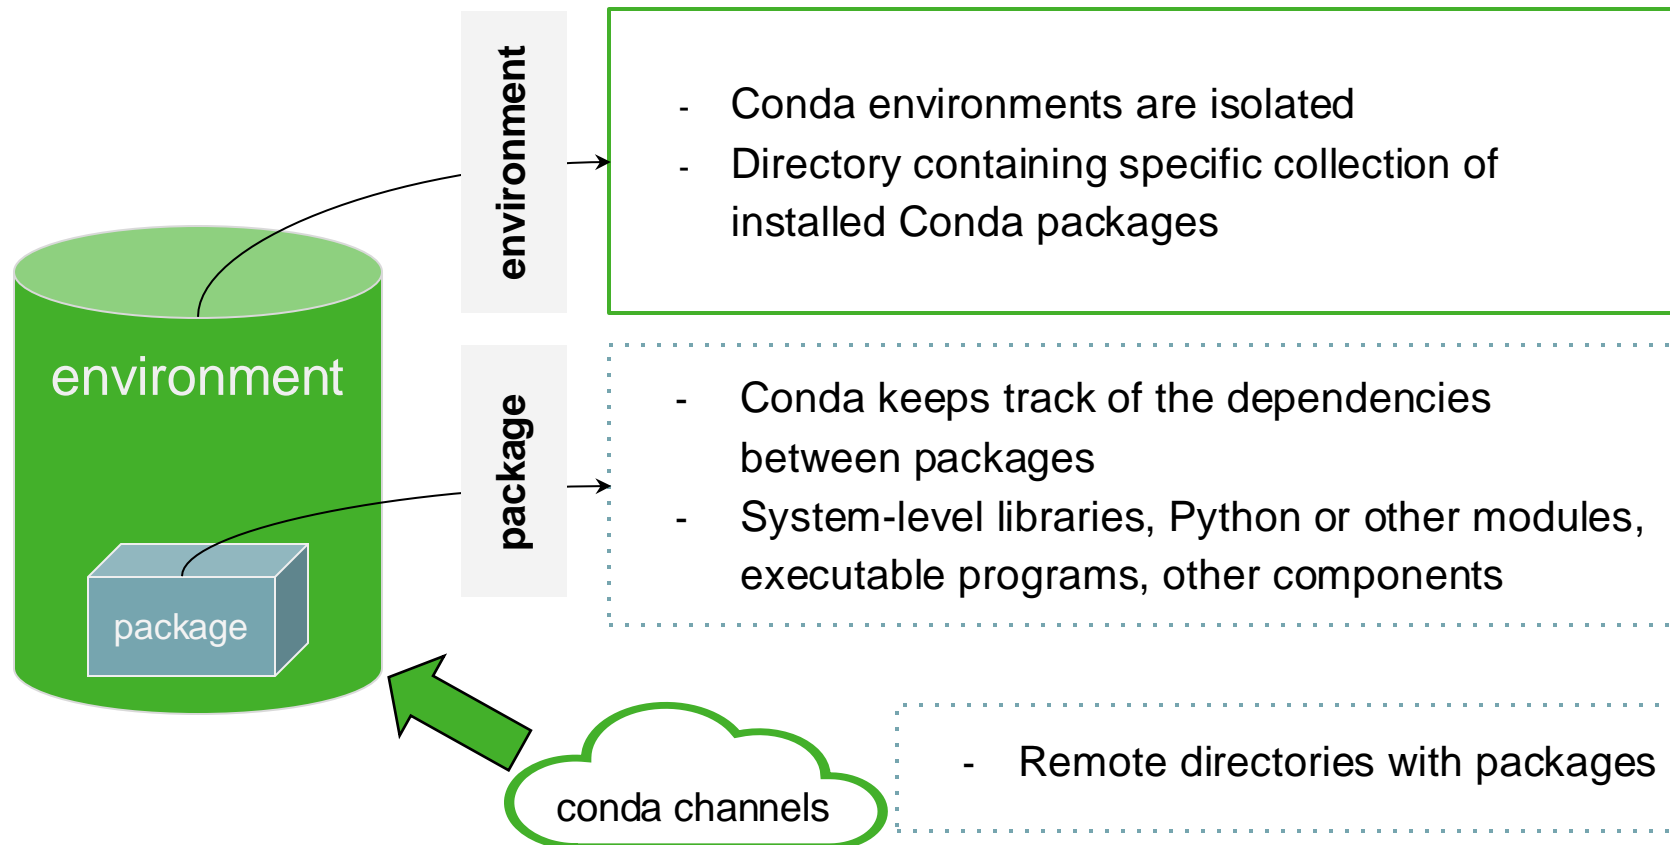 environment
- Conda environments are isolated
- Directory containing specific collection of
installed Conda packages
environment
package
- Conda keeps track of the dependencies
between packages
- System-level libraries, Python or other modules,
executable programs, other components
package
conda channels
- Remote directories with packages